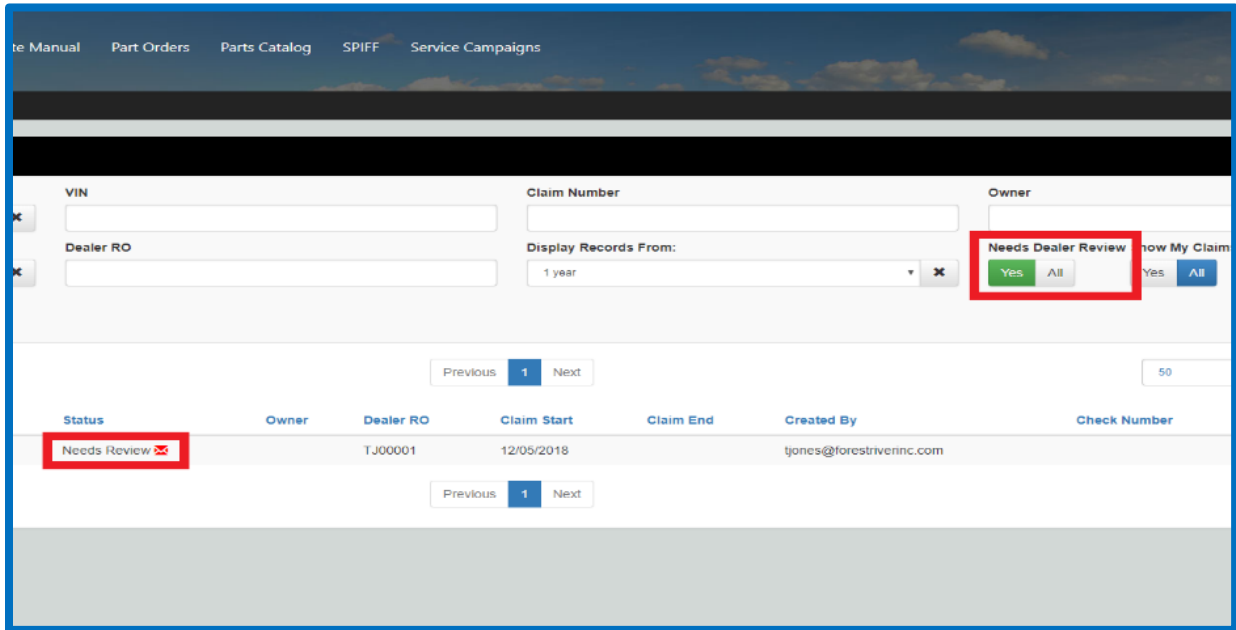 te Manual Part Orders Parts Catalog SPIFF Service Campaigns
VIN Claim Number Owner
Dealer RO Display Records From: Needs Dealer Review how My Claim
1 year Yes All Yes All
Previous 1 Next 50
Status Owner Dealer RO Claim Start Claim End Created By Check Number
Needs Review TJ00001 12/05/2018 tjones@forestriverinc.com
Previous 1 Next